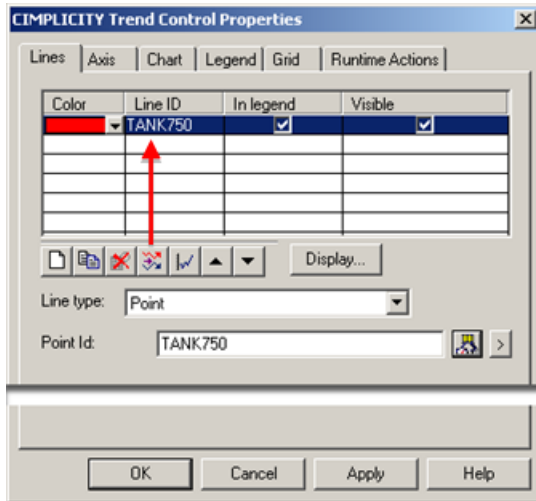 CIMPLICITY Trend Control Properties
Lines Axis Chart Legend Grid Runtime Actions
Color Line ID In legend Visible
TANK750
Display...
Line type: Point
Point Id: TANK750 >
OK Cancel Apply Help